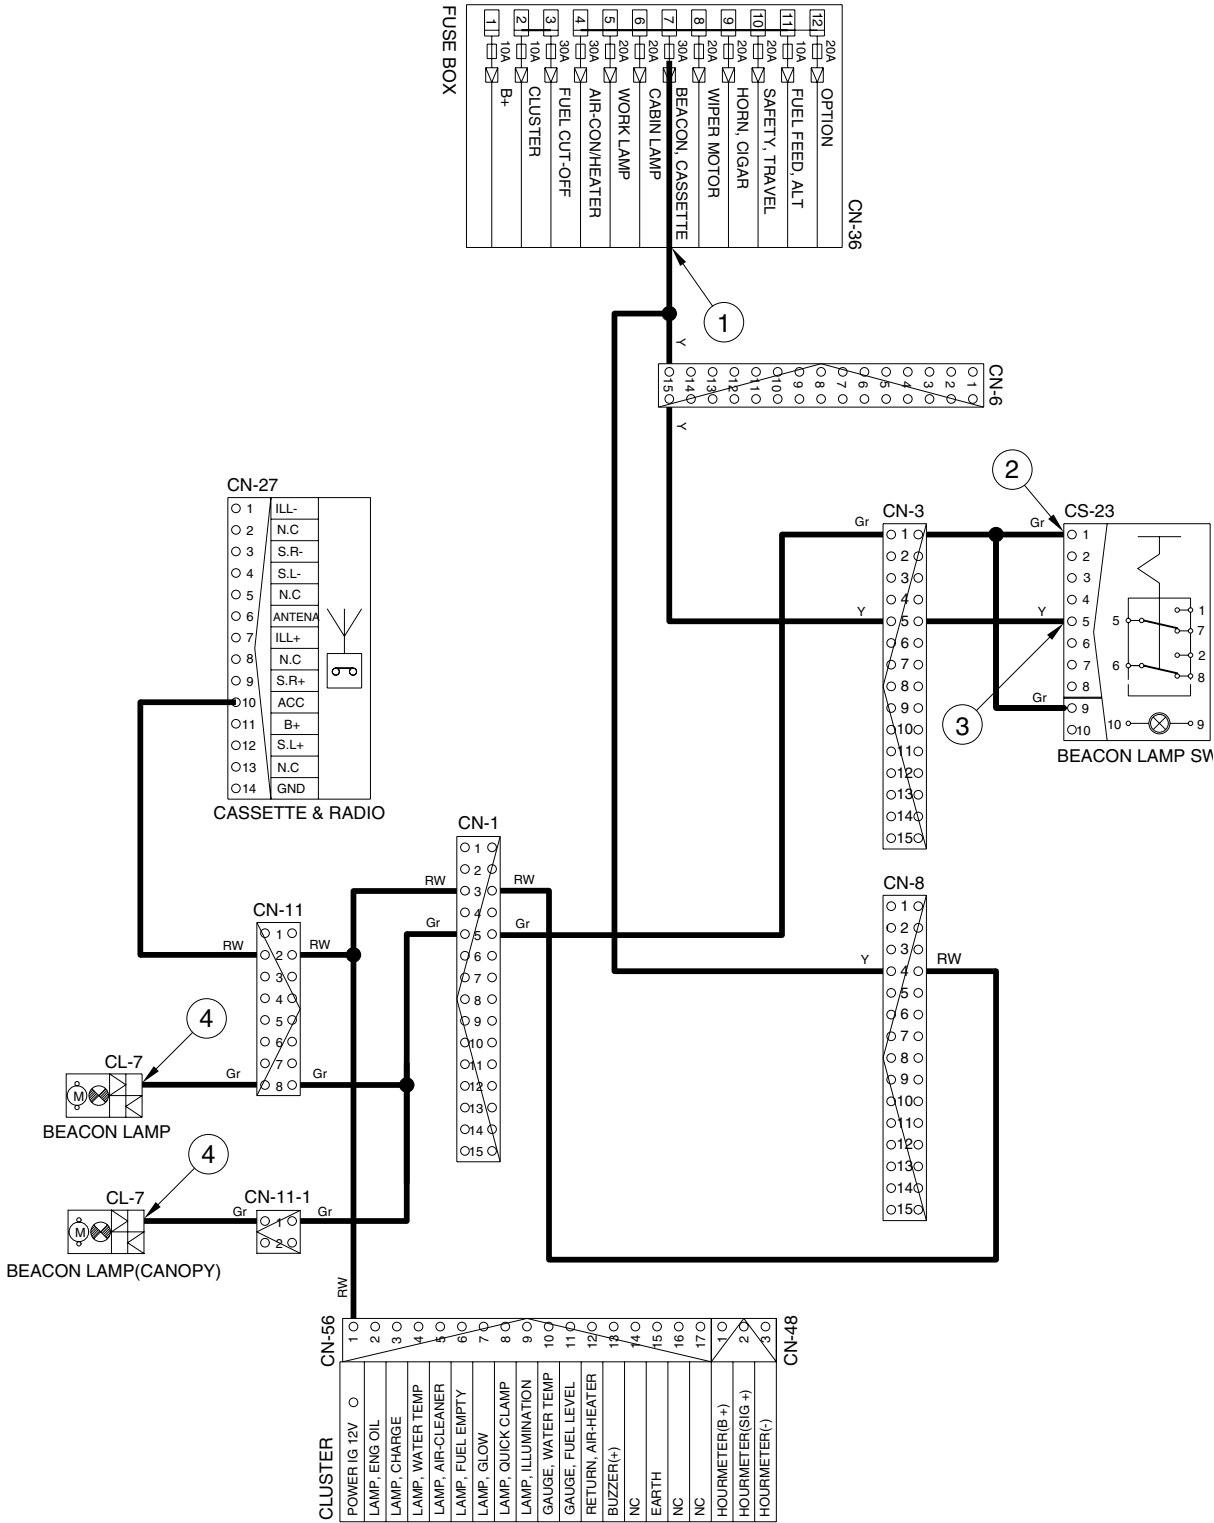 FUSE BOX
1 2 3 4 5 6 7 8 9 10 11 12
10A 10A 30A 30A 20A 20A 30A 20A 20A 20A 10A 20A
B+
CLUSTER
FUEL CUT-OFF
AIR-CON/HEATER
WORK LAMP
CABIN LAMP
BEACON, CASSETTE
WIPER MOTOR
HORN, CIGAR
SAFETY, TRAVEL
FUEL FEED, ALT
OPTION
CN-36
1
Y
CN-6
15 14 13 12 11 10 9 8 7 6 5 4 3 2 1
Y
2
CN-27
1 ILL-
2 N.C
3 S.R-
4 S.L-
5 N.C
6 ANTENA
7 ILL+
8 N.C
9 S.R+
10 ACC
11 B+
12 S.L+
13 N.C
14 GND
CASSETTE & RADIO
CN-3
Gr
Y
1
2
3
4
5
6
7
8
9
10
11
12
13
14
15
Gr
Y
Gr
3
CS-23
1
2
3
4
5
6
7
8
9
10
5 1
7
6 2
8
10 9
BEACON LAMP SW
CN-1
RW RW
Gr Gr
1
2
3
4
5
6
7
8
9
10
11
12
13
14
15
CN-8
Y RW
1
2
3
4
5
6
7
8
9
10
11
12
13
14
15
CN-11
RW RW
Gr Gr
1
2
3
4
5
6
7
8
4
CL-7
M
BEACON LAMP
4
CL-7
M
BEACON LAMP(CANOPY)
CN-11-1
Gr Gr
1
2
RW
CN-56
1 2 3 4 5 6 7 8 9 10 11 12 13 14 15 16 17
1 2 3
CN-48
CLUSTER
POWER IG 12V
LAMP, ENG OIL
LAMP, CHARGE
LAMP, WATER TEMP
LAMP, AIR-CLEANER
LAMP, FUEL EMPTY
LAMP, GLOW
LAMP, QUICK CLAMP
LAMP, ILLUMINATION
GAUGE, WATER TEMP
GAUGE, FUEL LEVEL
RETURN, AIR-HEATER
BUZZER(+)
NC
EARTH
NC
NC
HOURMETER(B +)
HOURMETER(SIG +)
HOURMETER(-)